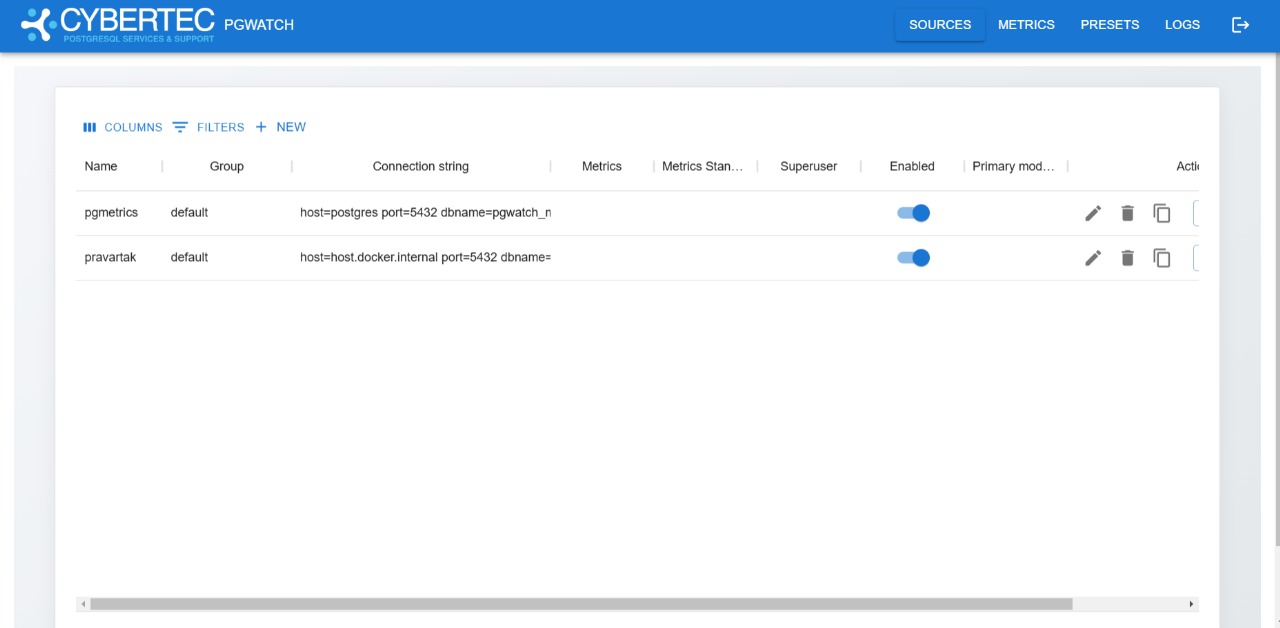 CYBERTEC
POSTGRESQL SERVICES & SUPPORT
PGWATCH
SOURCES METRICS PRESETS LOGS
COLUMNS FILTERS NEW
Name Group Connection string Metrics Metrics Stan... Superuser Enabled Primary mod... Actic
pgmetrics default host=postgres port=5432 dbname=pgwatch_n
pravartak default host=host.docker.internal port=5432 dbname=